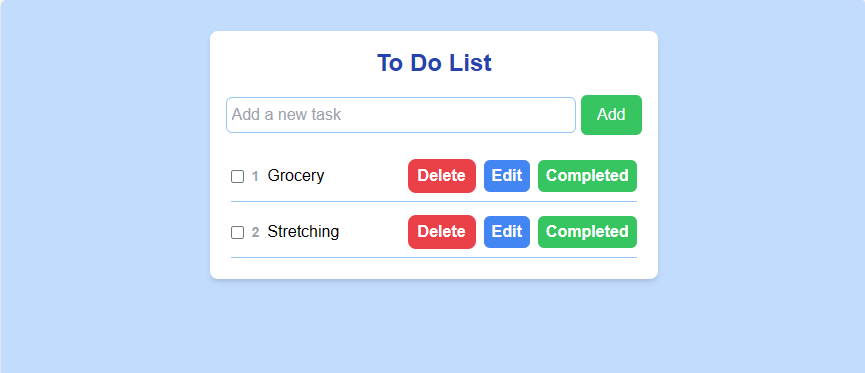 To Do List
Add a new task Add
1 Grocery Delete Edit Completed
2 Stretching Delete Edit Completed